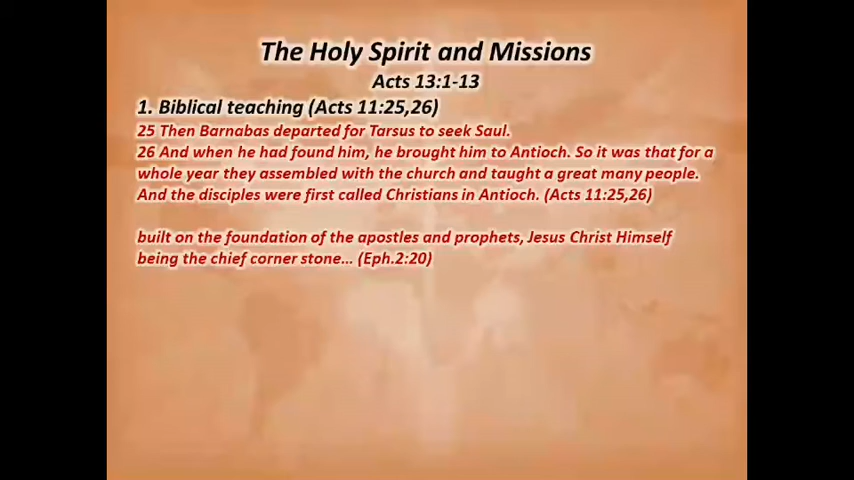 The Holy Spirit and Missions
Acts 13:1-13
1. Biblical teaching (Acts 11:25,26)
25 Then Barnabas departed for Tarsus to seek Saul.
26 And when he had found him, he brought him to Antioch. So it was that for a
whole year they assembled with the church and taught a great many people.
And the disciples were first called Christians in Antioch. (Acts 11:25,26)
built on the foundation of the apostles and prophets, Jesus Christ Himself
being the chief corner stone... (Eph.2:20)